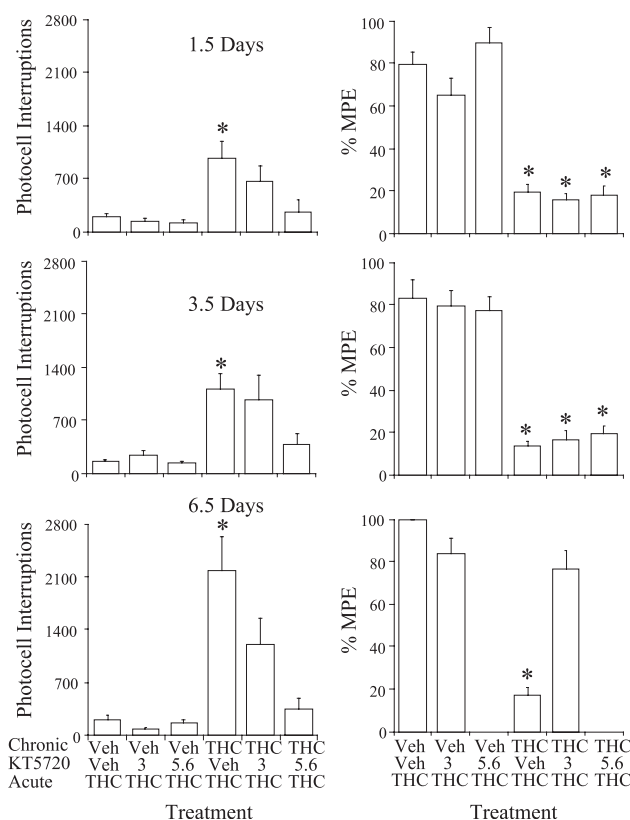 2800
2100
1400
700
0
Photocell Interruptions
1.5 Days
*
100
80
60
40
20
0
% MPE
* * *
2800
2100
1400
700
0
Photocell Interruptions
3.5 Days
*
100
80
60
40
20
0
% MPE
* * *
2800
2100
1400
700
0
Photocell Interruptions
6.5 Days
*
100
80
60
40
20
0
% MPE
*
Chronic Veh Veh Veh THC THC THC
KT5720 Veh 3 5.6 Veh 3 5.6
Acute THC THC THC THC THC THC
Treatment
Veh Veh Veh THC THC THC
Veh 3 5.6 Veh 3 5.6
THC THC THC THC THC THC
Treatment